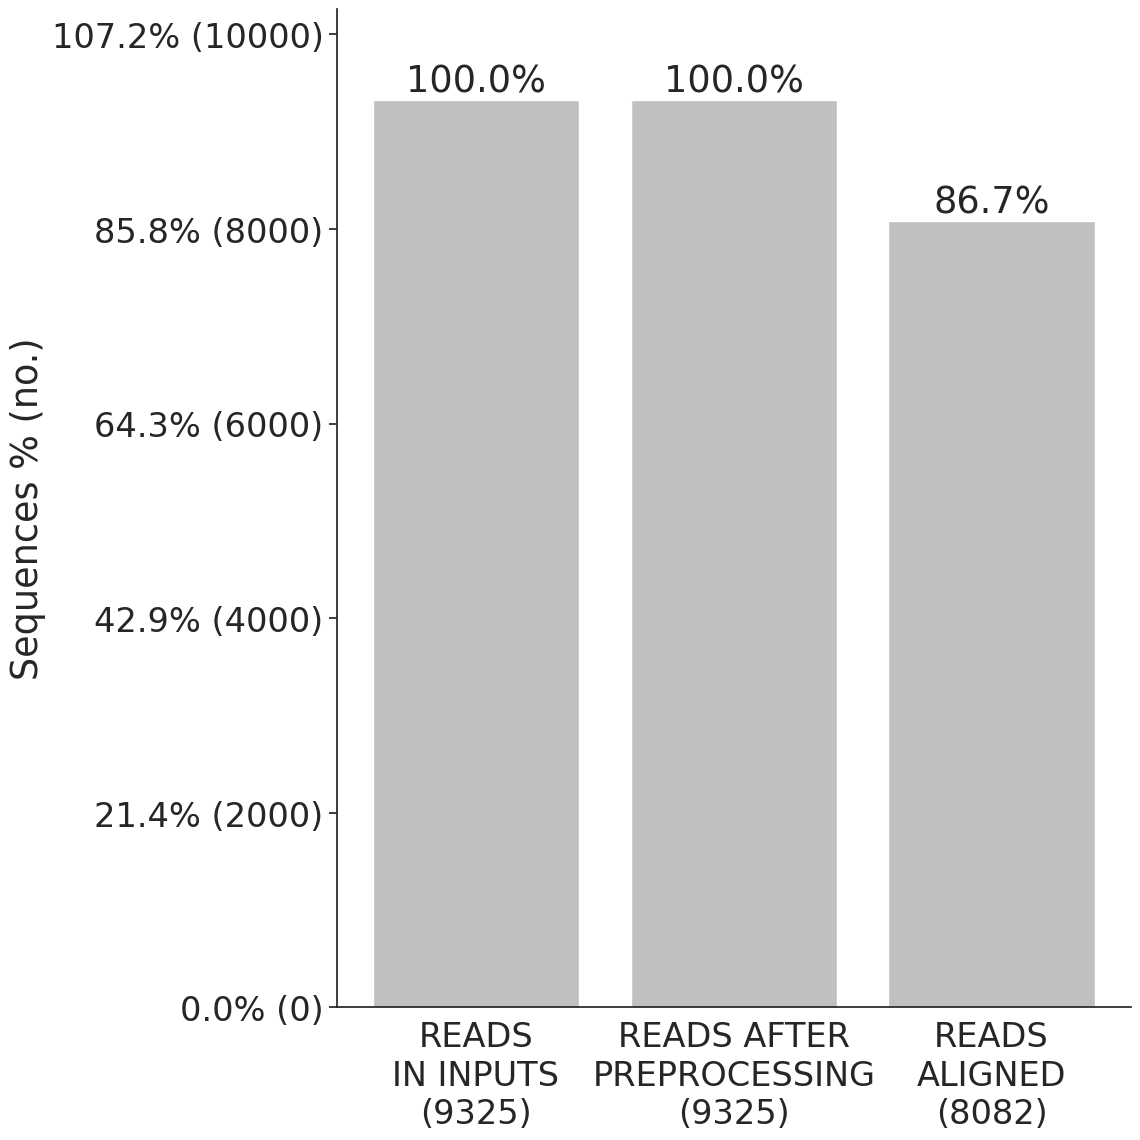 Sequences % (no.)
107.2% (10000)
85.8% (8000)
64.3% (6000)
42.9% (4000)
21.4% (2000)
0.0% (0)
100.0%
100.0%
86.7%
READS
IN INPUTS
(9325)
READS AFTER
PREPROCESSING
(9325)
READS
ALIGNED
(8082)